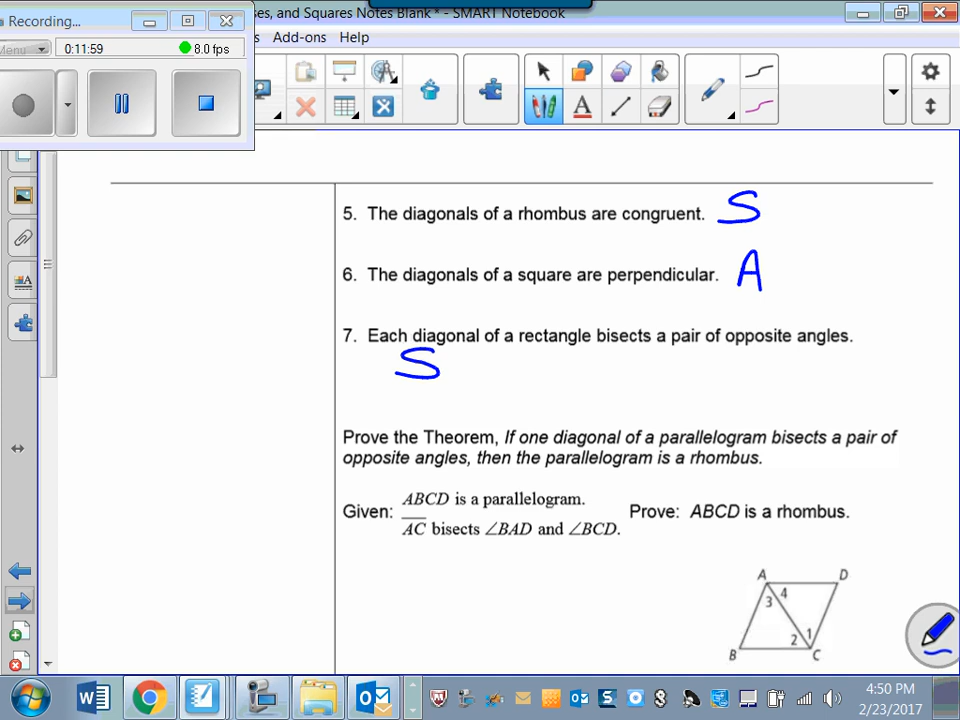 ses, and Squares Notes Blank * - SMART Notebook
Recording...
Menu
0:11:59
8.0 fps
s Add-ons Help
5. The diagonals of a rhombus are congruent. S
6. The diagonals of a square are perpendicular. A
7. Each diagonal of a rectangle bisects a pair of opposite angles.
S
Prove the Theorem, If one diagonal of a parallelogram bisects a pair of
opposite angles, then the parallelogram is a rhombus.
Given: ABCD is a parallelogram.
AC bisects ∠BAD and ∠BCD.
Prove: ABCD is a rhombus.
A D
3 4
2 1
B C
4:50 PM
2/23/2017